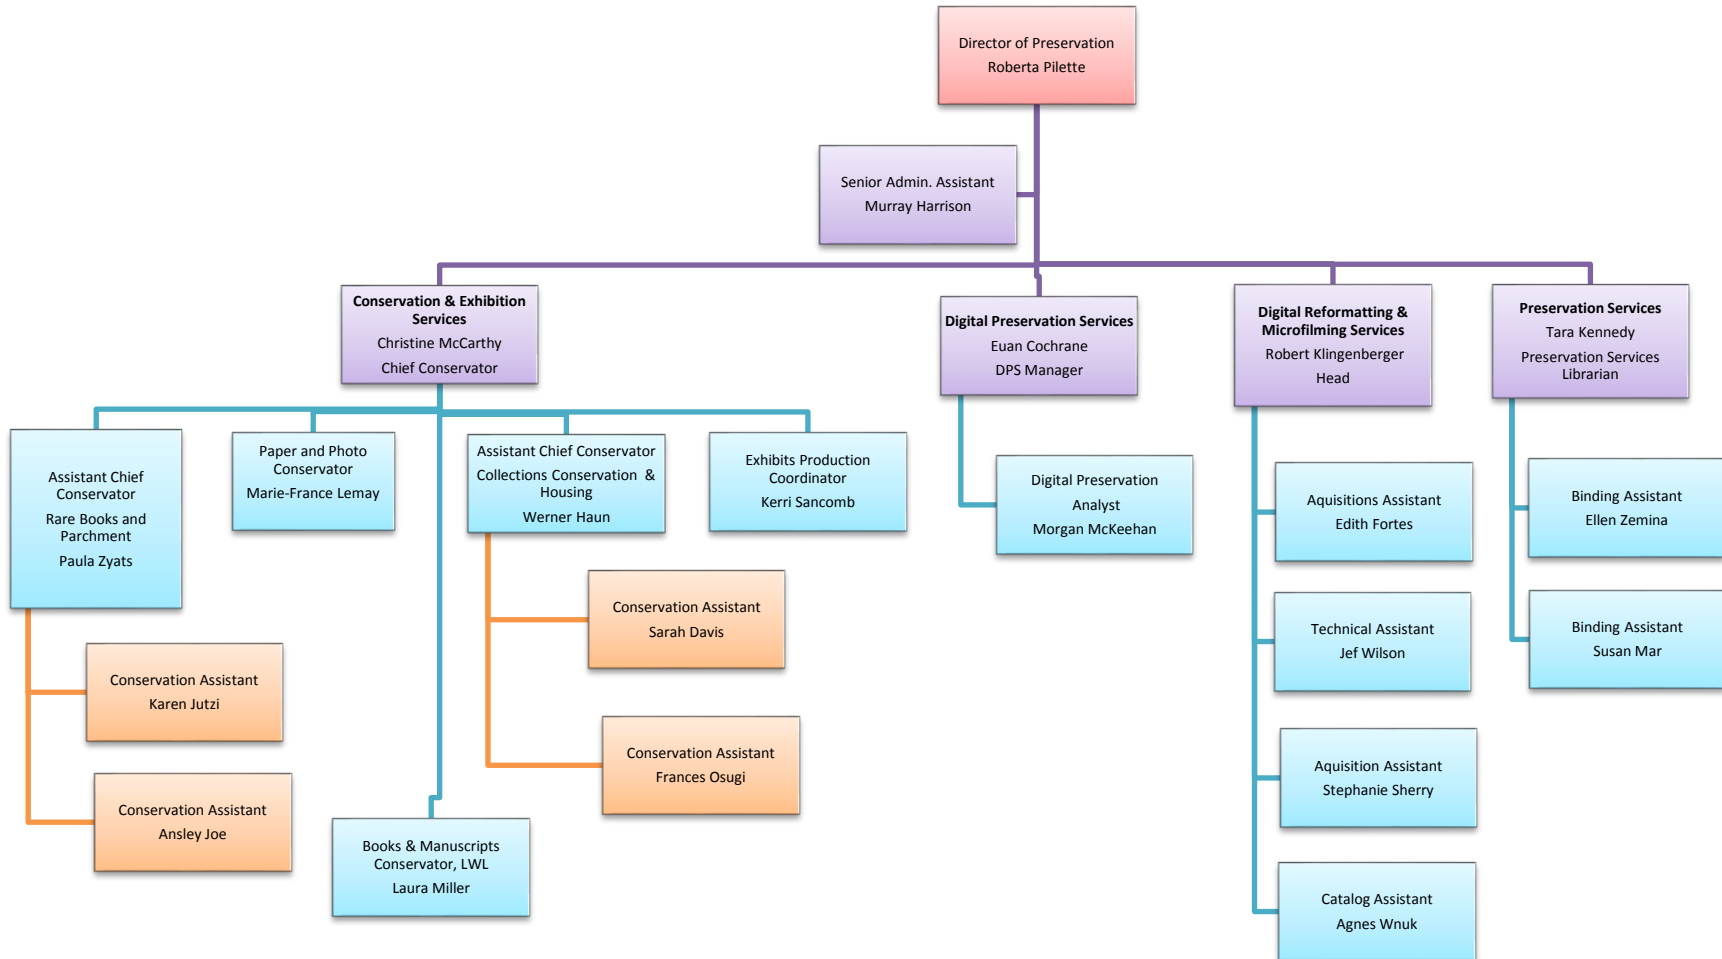 Director of Preservation
Roberta Pilette
Senior Admin. Assistant
Murray Harrison
Conservation & Exhibition
Services
Christine McCarthy
Chief Conservator
Digital Preservation Services
Euan Cochrane
DPS Manager
Digital Reformatting &
Microfilming Services
Robert Klingenberger
Head
Preservation Services
Tara Kennedy
Preservation Services
Librarian
Assistant Chief
Conservator
Rare Books and
Parchment
Paula Zyats
Paper and Photo
Conservator
Marie-France Lemay
Assistant Chief Conservator
Collections Conservation &
Housing
Werner Haun
Exhibits Production
Coordinator
Kerri Sancomb
Digital Preservation
Analyst
Morgan McKeehan
Aquisitions Assistant
Edith Fortes
Binding Assistant
Ellen Zemina
Conservation Assistant
Sarah Davis
Technical Assistant
Jef Wilson
Binding Assistant
Susan Mar
Conservation Assistant
Karen Jutzi
Conservation Assistant
Frances Osugi
Aquisition Assistant
Stephanie Sherry
Conservation Assistant
Ansley Joe
Books & Manuscripts
Conservator, LWL
Laura Miller
Catalog Assistant
Agnes Wnuk